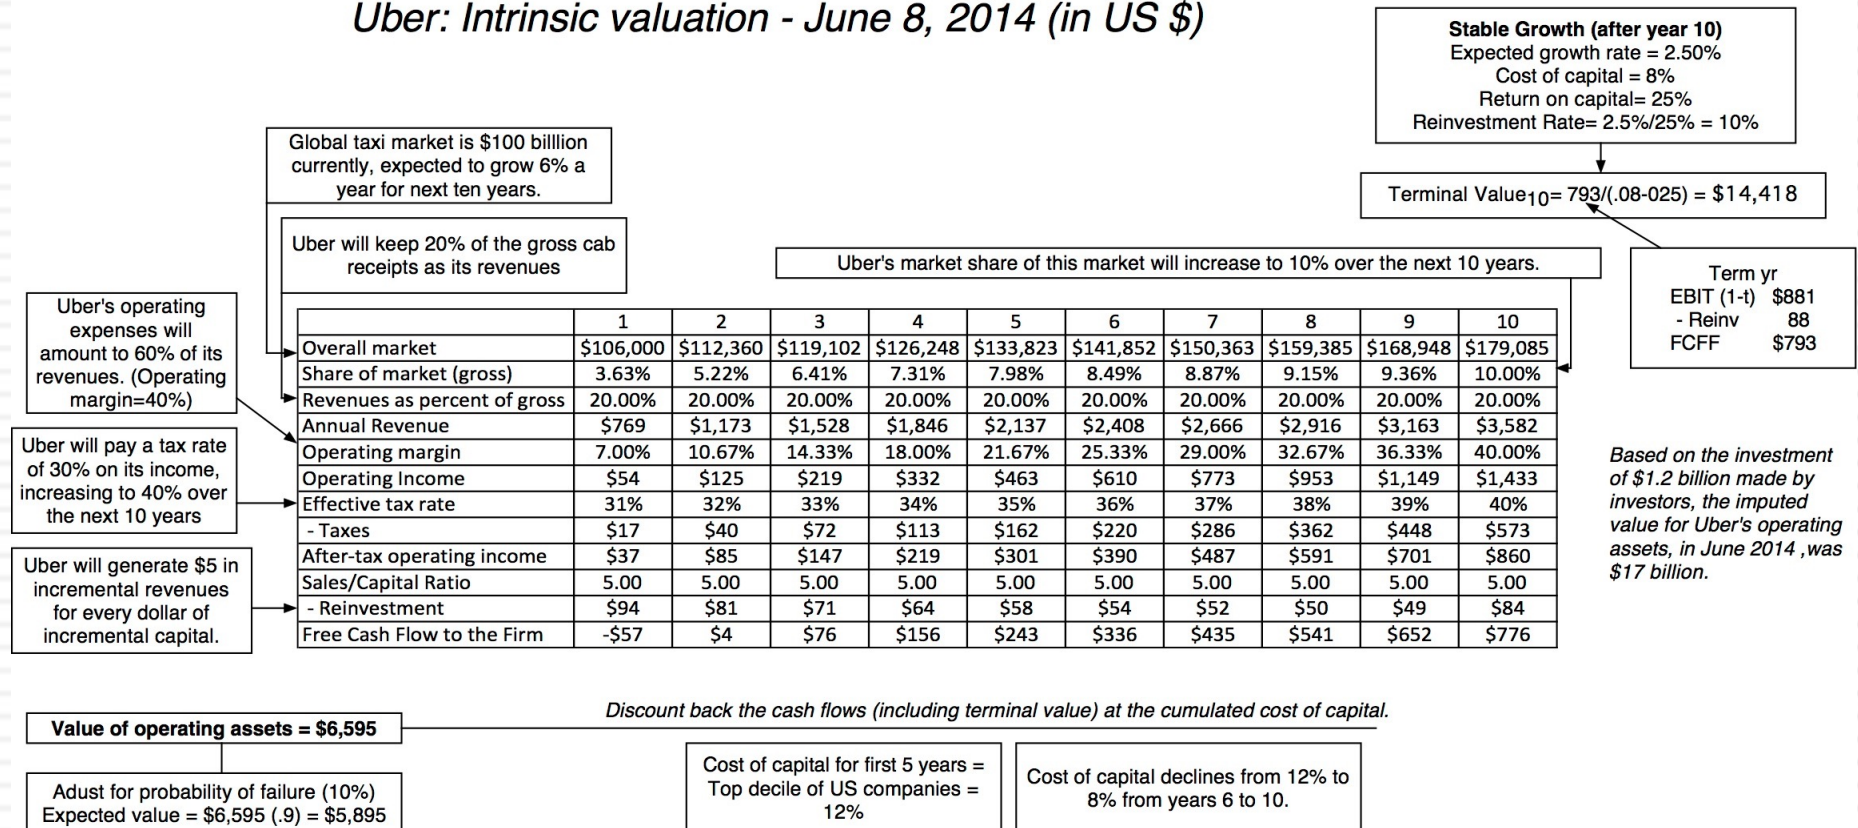 Uber: Intrinsic valuation - June 8, 2014 (in US $)
Stable Growth (after year 10)
Expected growth rate = 2.50%
Cost of capital = 8%
Return on capital= 25%
Reinvestment Rate= 2.5%/25% = 10%
Global taxi market is $100 billlion
currently, expected to grow 6% a
year for next ten years.
Terminal Value10= 793/(.08-025) = $14,418
Uber will keep 20% of the gross cab
receipts as its revenues
Uber's market share of this market will increase to 10% over the next 10 years.
Term yr
EBIT (1-t) $881
- Reinv 88
FCFF $793
Uber's operating
expenses will
amount to 60% of its
revenues. (Operating
margin=40%)
Uber will pay a tax rate
of 30% on its income,
increasing to 40% over
the next 10 years
Uber will generate $5 in
incremental revenues
for every dollar of
incremental capital.
1 2 3 4 5 6 7 8 9 10
Overall market $106,000 $112,360 $119,102 $126,248 $133,823 $141,852 $150,363 $159,385 $168,948 $179,085
Share of market (gross) 3.63% 5.22% 6.41% 7.31% 7.98% 8.49% 8.87% 9.15% 9.36% 10.00%
Revenues as percent of gross 20.00% 20.00% 20.00% 20.00% 20.00% 20.00% 20.00% 20.00% 20.00% 20.00%
Annual Revenue $769 $1,173 $1,528 $1,846 $2,137 $2,408 $2,666 $2,916 $3,163 $3,582
Operating margin 7.00% 10.67% 14.33% 18.00% 21.67% 25.33% 29.00% 32.67% 36.33% 40.00%
Operating Income $54 $125 $219 $332 $463 $610 $773 $953 $1,149 $1,433
Effective tax rate 31% 32% 33% 34% 35% 36% 37% 38% 39% 40%
- Taxes $17 $40 $72 $113 $162 $220 $286 $362 $448 $573
After-tax operating income $37 $85 $147 $219 $301 $390 $487 $591 $701 $860
Sales/Capital Ratio 5.00 5.00 5.00 5.00 5.00 5.00 5.00 5.00 5.00 5.00
- Reinvestment $94 $81 $71 $64 $58 $54 $52 $50 $49 $84
Free Cash Flow to the Firm -$57 $4 $76 $156 $243 $336 $435 $541 $652 $776
Based on the investment
of $1.2 billion made by
investors, the imputed
value for Uber's operating
assets, in June 2014 ,was
$17 billion.
Discount back the cash flows (including terminal value) at the cumulated cost of capital.
Value of operating assets = $6,595
Adust for probability of failure (10%)
Expected value = $6,595 (.9) = $5,895
Cost of capital for first 5 years =
Top decile of US companies =
12%
Cost of capital declines from 12% to
8% from years 6 to 10.